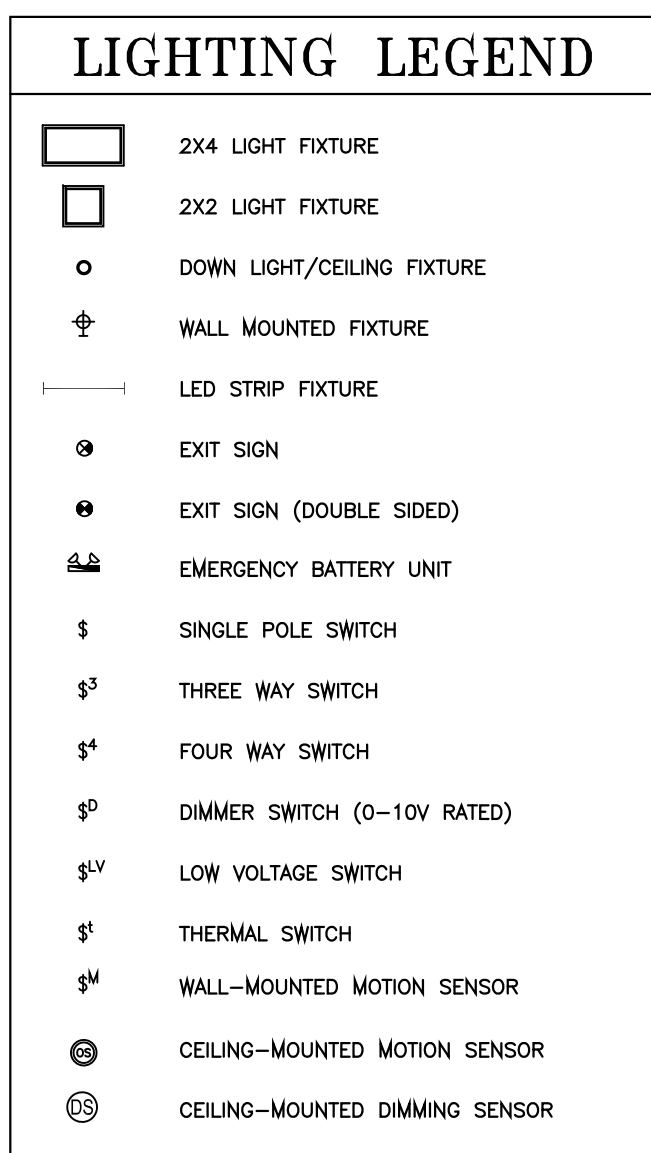 LIGHTING LEGEND
2X4 LIGHT FIXTURE
2X2 LIGHT FIXTURE
DOWN LIGHT/CEILING FIXTURE
WALL MOUNTED FIXTURE
LED STRIP FIXTURE
EXIT SIGN
EXIT SIGN (DOUBLE SIDED)
EMERGENCY BATTERY UNIT
$ SINGLE POLE SWITCH
$3 THREE WAY SWITCH
$4 FOUR WAY SWITCH
$D DIMMER SWITCH (0-10V RATED)
$LV LOW VOLTAGE SWITCH
$t THERMAL SWITCH
$M WALL-MOUNTED MOTION SENSOR
OS CEILING-MOUNTED MOTION SENSOR
DS CEILING-MOUNTED DIMMING SENSOR